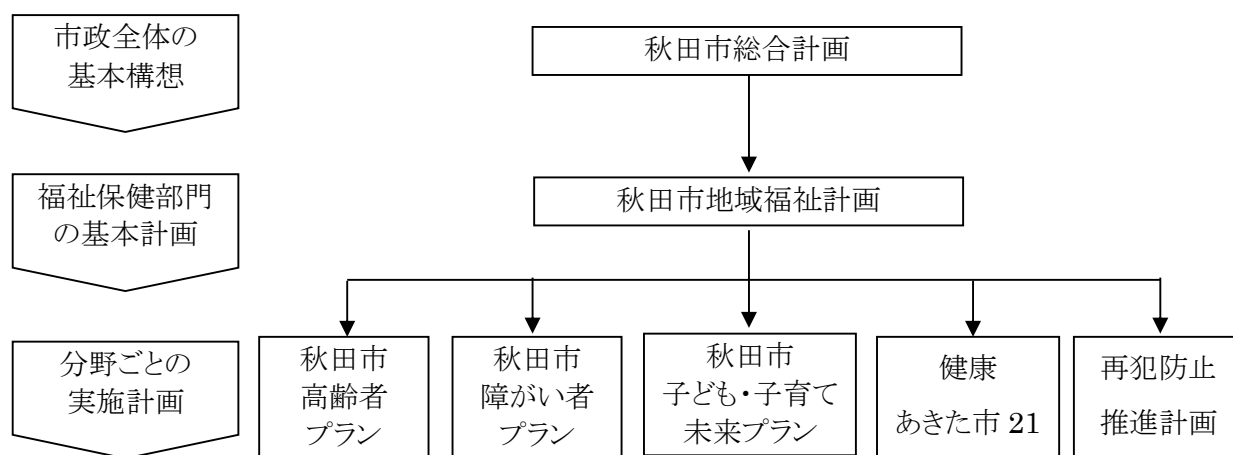 市政全体の
基本構想
秋田市総合計画
福祉保健部門
の基本計画
秋田市地域福祉計画
分野ごとの
実施計画
秋田市
高齢者
プラン
秋田市
障がい者
プラン
秋田市
子ども・子育て
未来プラン
健康
あきた市 21
再犯防止
推進計画